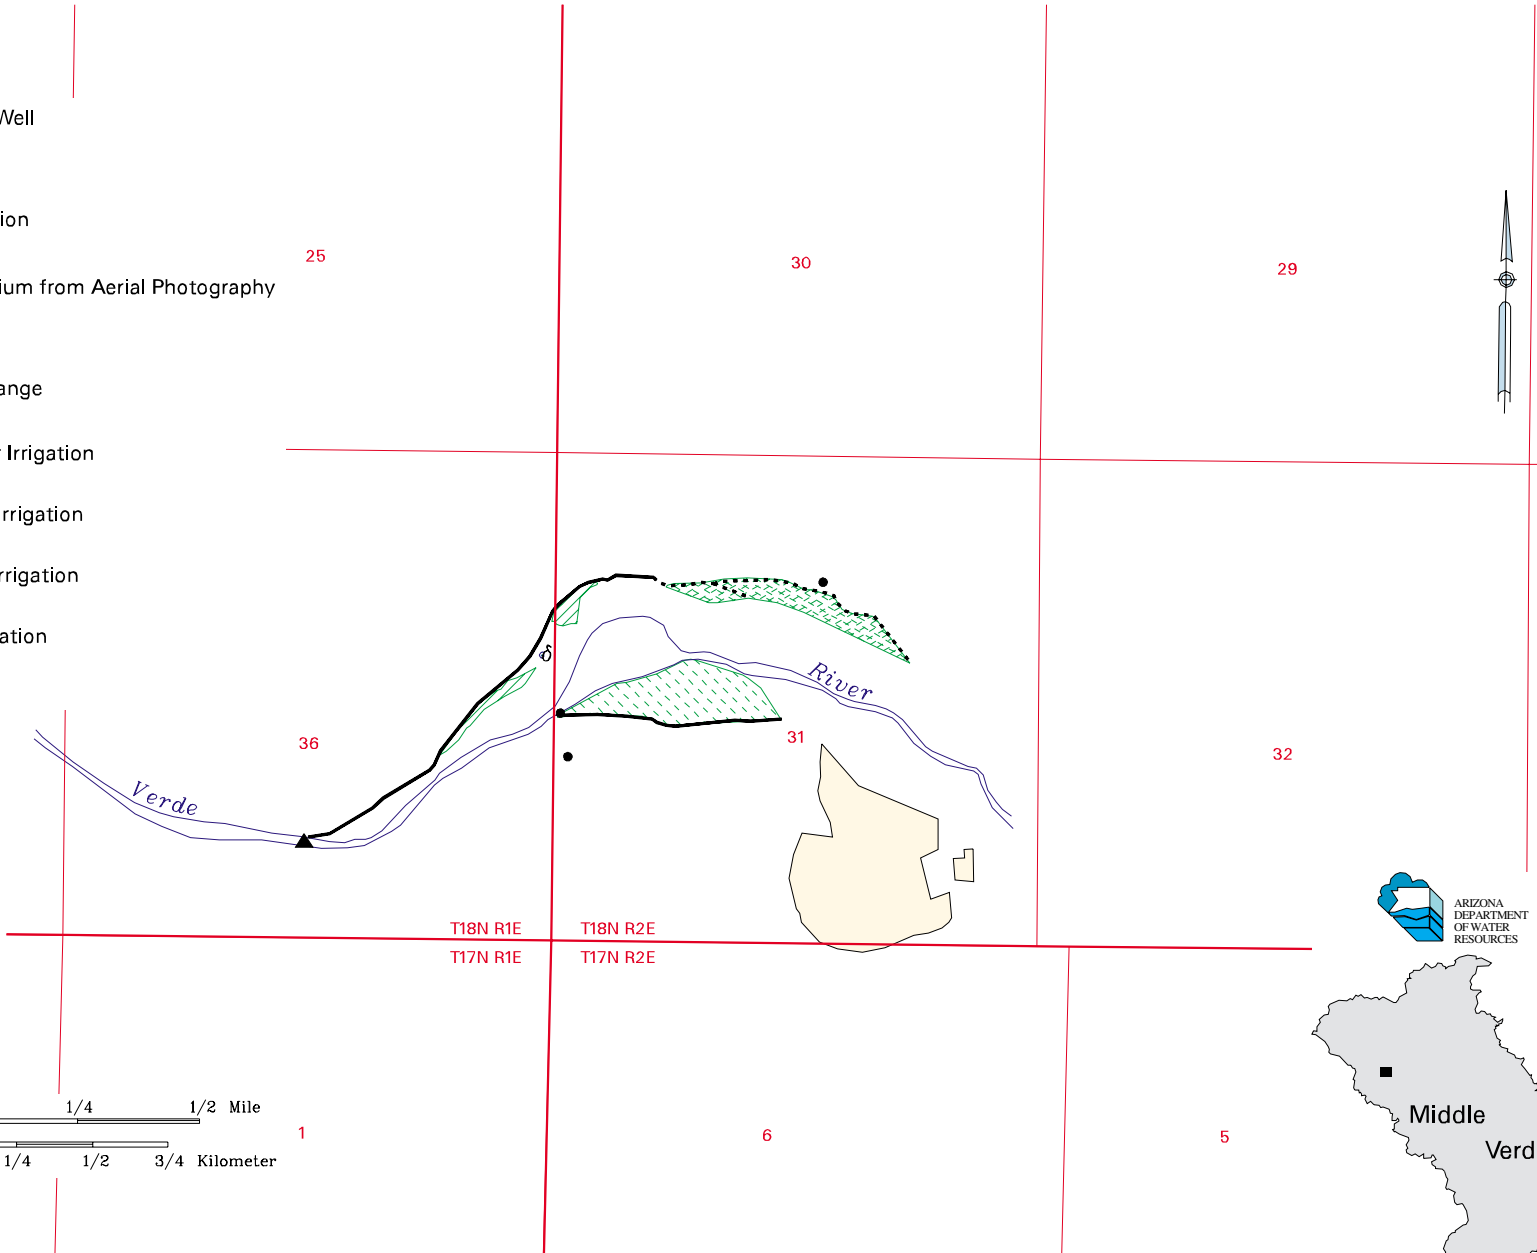 Well
tion
ium from Aerial Photography
ange
r Irrigation
Irrigation
rrigation
ation
25
30
29
River
36
31
32
Verde
T18N R1E
T18N R2E
T17N R1E
T17N R2E
ARIZONA
DEPARTMENT
OF WATER
RESOURCES
1/4 1/2 Mile
1/4 1/2 3/4 Kilometer
1
6
5
Middle
Verd